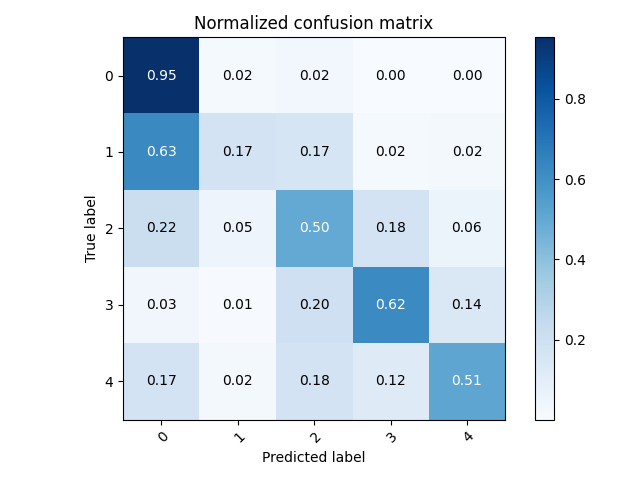 Normalized confusion matrix
True label
0 0.95 0.02 0.02 0.00 0.00
1 0.63 0.17 0.17 0.02 0.02
2 0.22 0.05 0.50 0.18 0.06
3 0.03 0.01 0.20 0.62 0.14
4 0.17 0.02 0.18 0.12 0.51
0 1 2 3 4
Predicted label
0.8
0.6
0.4
0.2